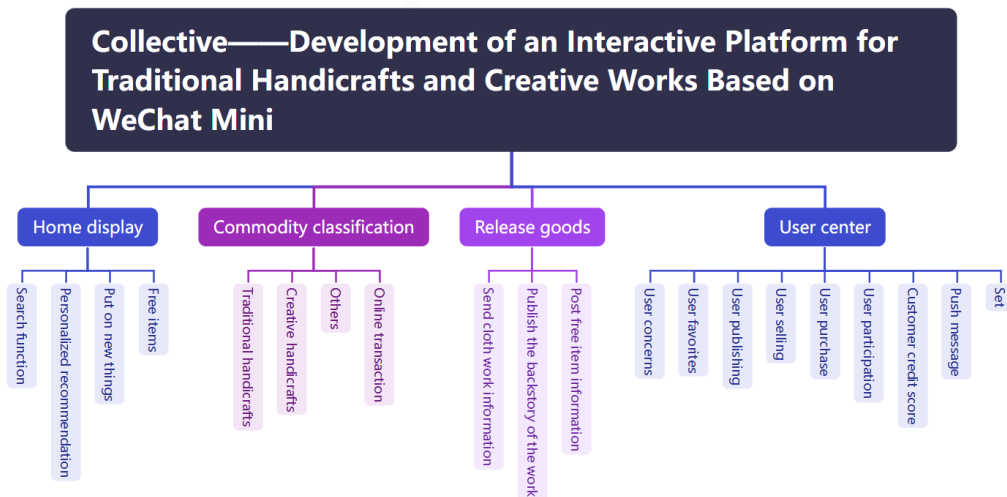 Collective——Development of an Interactive Platform for
Traditional Handicrafts and Creative Works Based on
WeChat Mini
Home display
Commodity classification
Release goods
User center
Search function
Personalized recommendation
Put on new things
Free items
Traditional handicrafts
Creative handicrafts
Others
Online transaction
Send cloth work information
Publish the backstory of the work
Post free item information
User concerns
User favorites
User publishing
User selling
User purchase
User participation
Customer credit score
Push message
Set